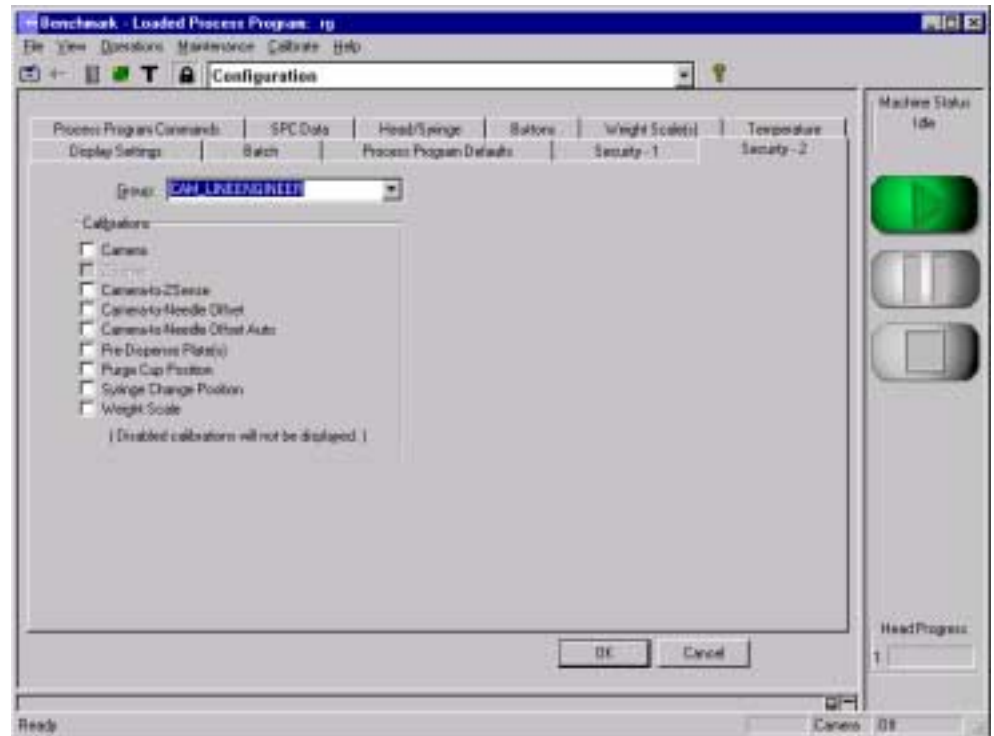 Benchmark - Loaded Process Program: rg
File View Operations Maintenance Calibrate Help
T Configuration
Machine Status
Idle
Process Program Commands SPC Data Head/Syringe Buttons Weight Scale(s) Temperature
Display Settings Batch Process Program Defaults Security - 1 Security - 2
Group: CAM_LINEENGINEER
Calibrations
Camera
Camera-to-ZSense
Camera-to-Needle Offset
Camera-to-Needle Offset Auto
Pre-Dispense Plate(s)
Purge Cup Position
Syringe Change Position
Weight Scale
( Disabled calibrations will not be displayed. )
Head Progress
1
OK Cancel
Ready Camera Off